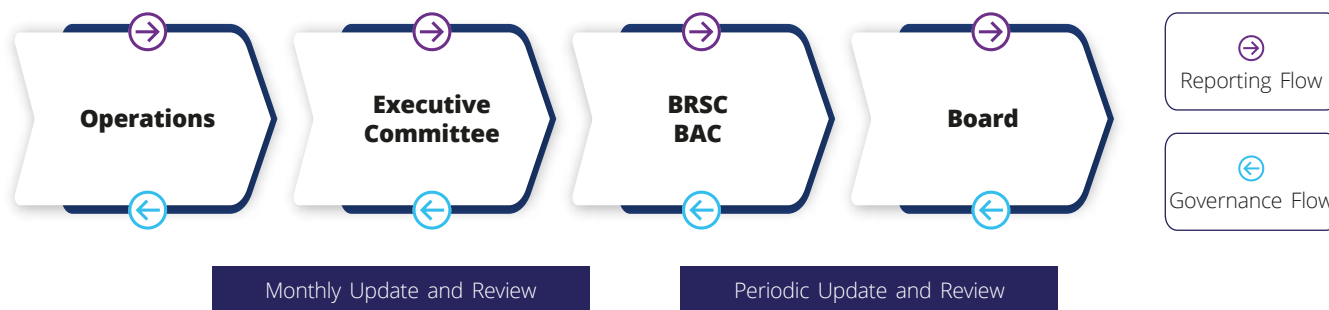 Operations
Executive
Committee
BRSC
BAC
Board
Reporting Flow
Governance Flow
Monthly Update and Review
Periodic Update and Review